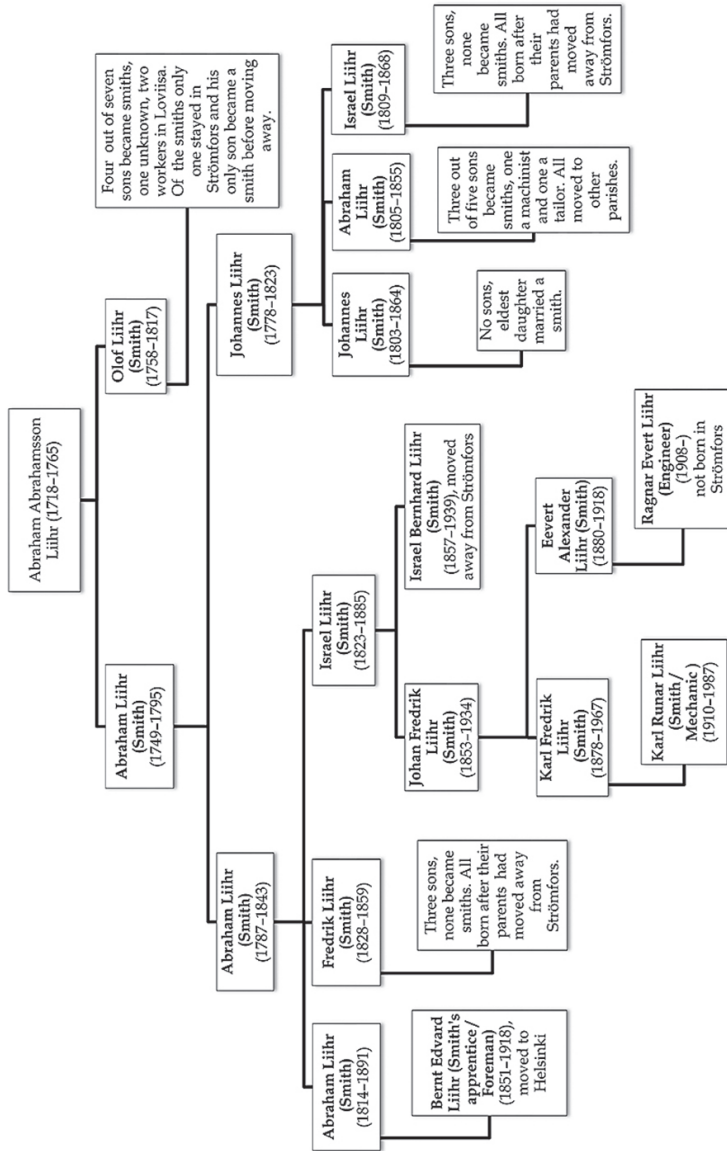 Abraham Abrahamsson
Liihr (1718–1765)
Abraham Liihr
(Smith)
(1749–1795)
Olof Liihr
(Smith)
(1758–1817)
Four out of seven
sons became smiths,
one unknown, two
workers in Loviisa.
Of the smiths only
one stayed in
Strömfors and his
only son became a
smith before moving
away.
Abraham Liihr
(Smith)
(1787–1843)
Johannes Liihr
(Smith)
(1778–1823)
Abraham Liihr
(Smith)
(1814–1891)
Fredrik Liihr
(Smith)
(1828–1859)
Israel Liihr
(Smith)
(1823–1885)
Johannes
Liihr
(Smith)
(1803–1864)
Abraham
Liihr
(Smith)
(1805–1855)
Israel Liihr
(Smith)
(1809–1868)
Bernt Edvard
Liihr (Smith's
apprentice/
Foreman)
(1851–1918),
moved to
Helsinki
Three sons,
none became
smiths. All
born after their
parents had
moved away
from
Strömfors.
Johan Fredrik
Liihr
(Smith)
(1853–1934)
Israel Bernhard Liihr
(Smith)
(1857–1939), moved
away from Strömfors
No sons,
eldest
daughter
married a
smith.
Three out
of five sons
became
smiths, one
a machinist
and one a
tailor. All
moved to
other
parishes.
Three sons,
none
became
smiths. All
born after
their
parents had
moved
away from
Strömfors.
Karl Fredrik
Liihr
(Smith)
(1878–1967)
Eevert
Alexander
Liihr (Smith)
(1880–1918)
Karl Runar Liihr
(Smith/
Mechanic)
(1910–1987)
Ragnar Evert Liihr
(Engineer)
(1908–)
not born in
Strömfors